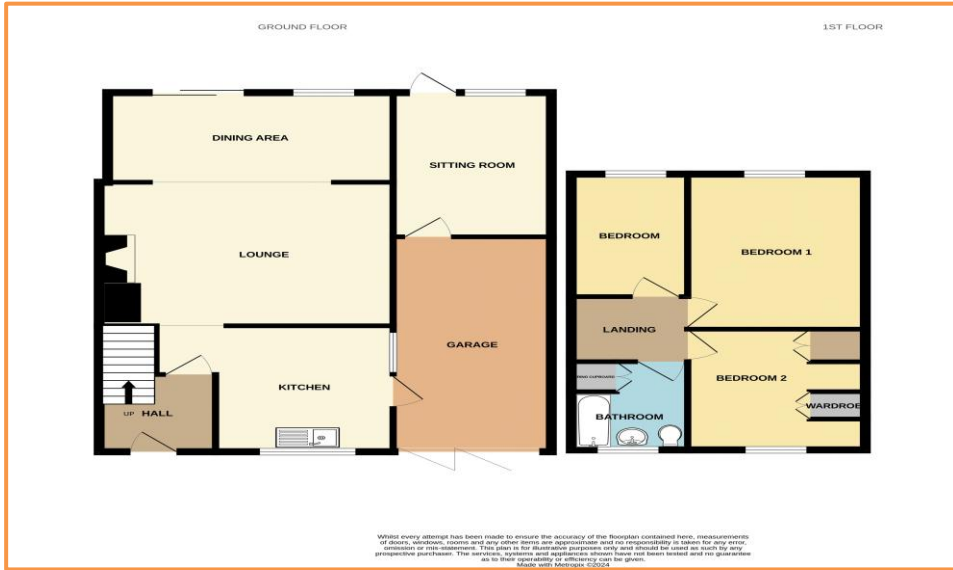 GROUND FLOOR
1ST FLOOR
DINING AREA
SITTING ROOM
LOUNGE
KITCHEN
GARAGE
UP
HALL
BEDROOM
BEDROOM 1
LANDING
BEDROOM 2
CUPBOARD
WARDROBE
BATHROOM
Whilst every attempt has been made to ensure the accuracy of the floorplan contained here, measurements
of doors, windows, rooms and any other items are approximate and no responsibility is taken for any error,
omission or mis-statement. This plan is for illustrative purposes only and should be used as such by any
prospective purchaser. The services, systems and appliances shown have not been tested and no guarantee
as to their operability or efficiency can be given.
Made with Metropix ©2024